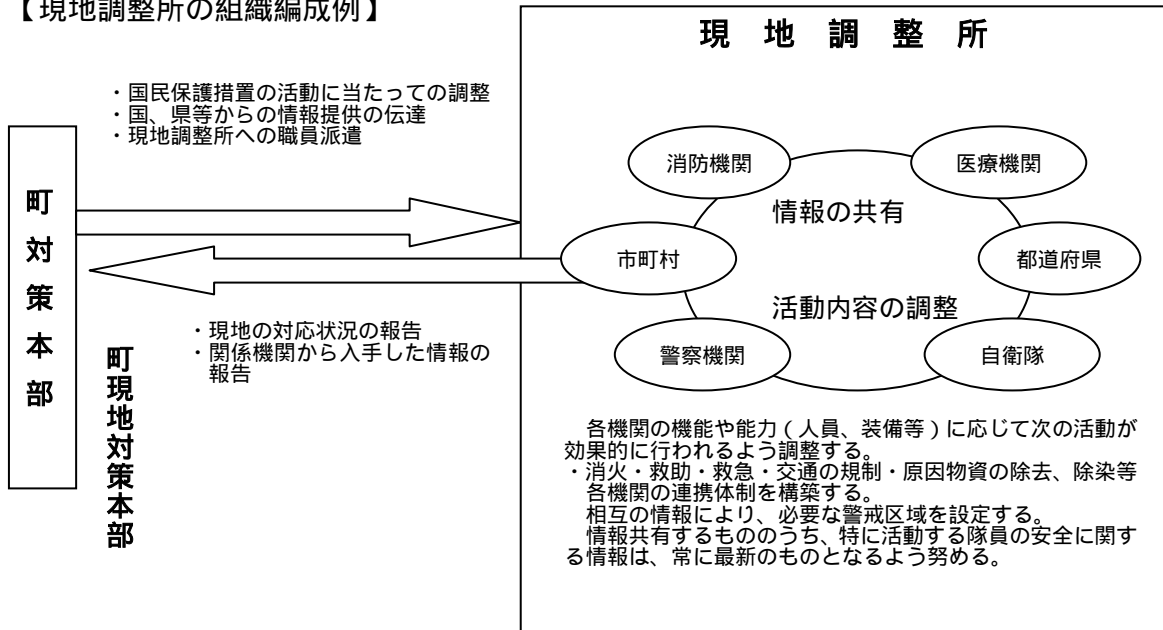 【現地調整所の組織編成例】
現地調整所
・国民保護措置の活動に当たっての調整
・国、県等からの情報提供の伝達
・現地調整所への職員派遣
町対策本部
消防機関
医療機関
情報の共有
市町村
都道府県
活動内容の調整
警察機関
自衛隊
・現地の対応状況の報告
・関係機関から入手した情報の
報告
町現地対策本部
各機関の機能や能力(人員、装備等)に応じて次の活動が
効果的に行われるよう調整する。
・消火・救助・救急・交通の規制・原因物資の除去、除染等
各機関の連携体制を構築する。
相互の情報により、必要な警戒区域を設定する。
情報共有するもののうち、特に活動する隊員の安全に関す
る情報は、常に最新のものとなるよう努める。